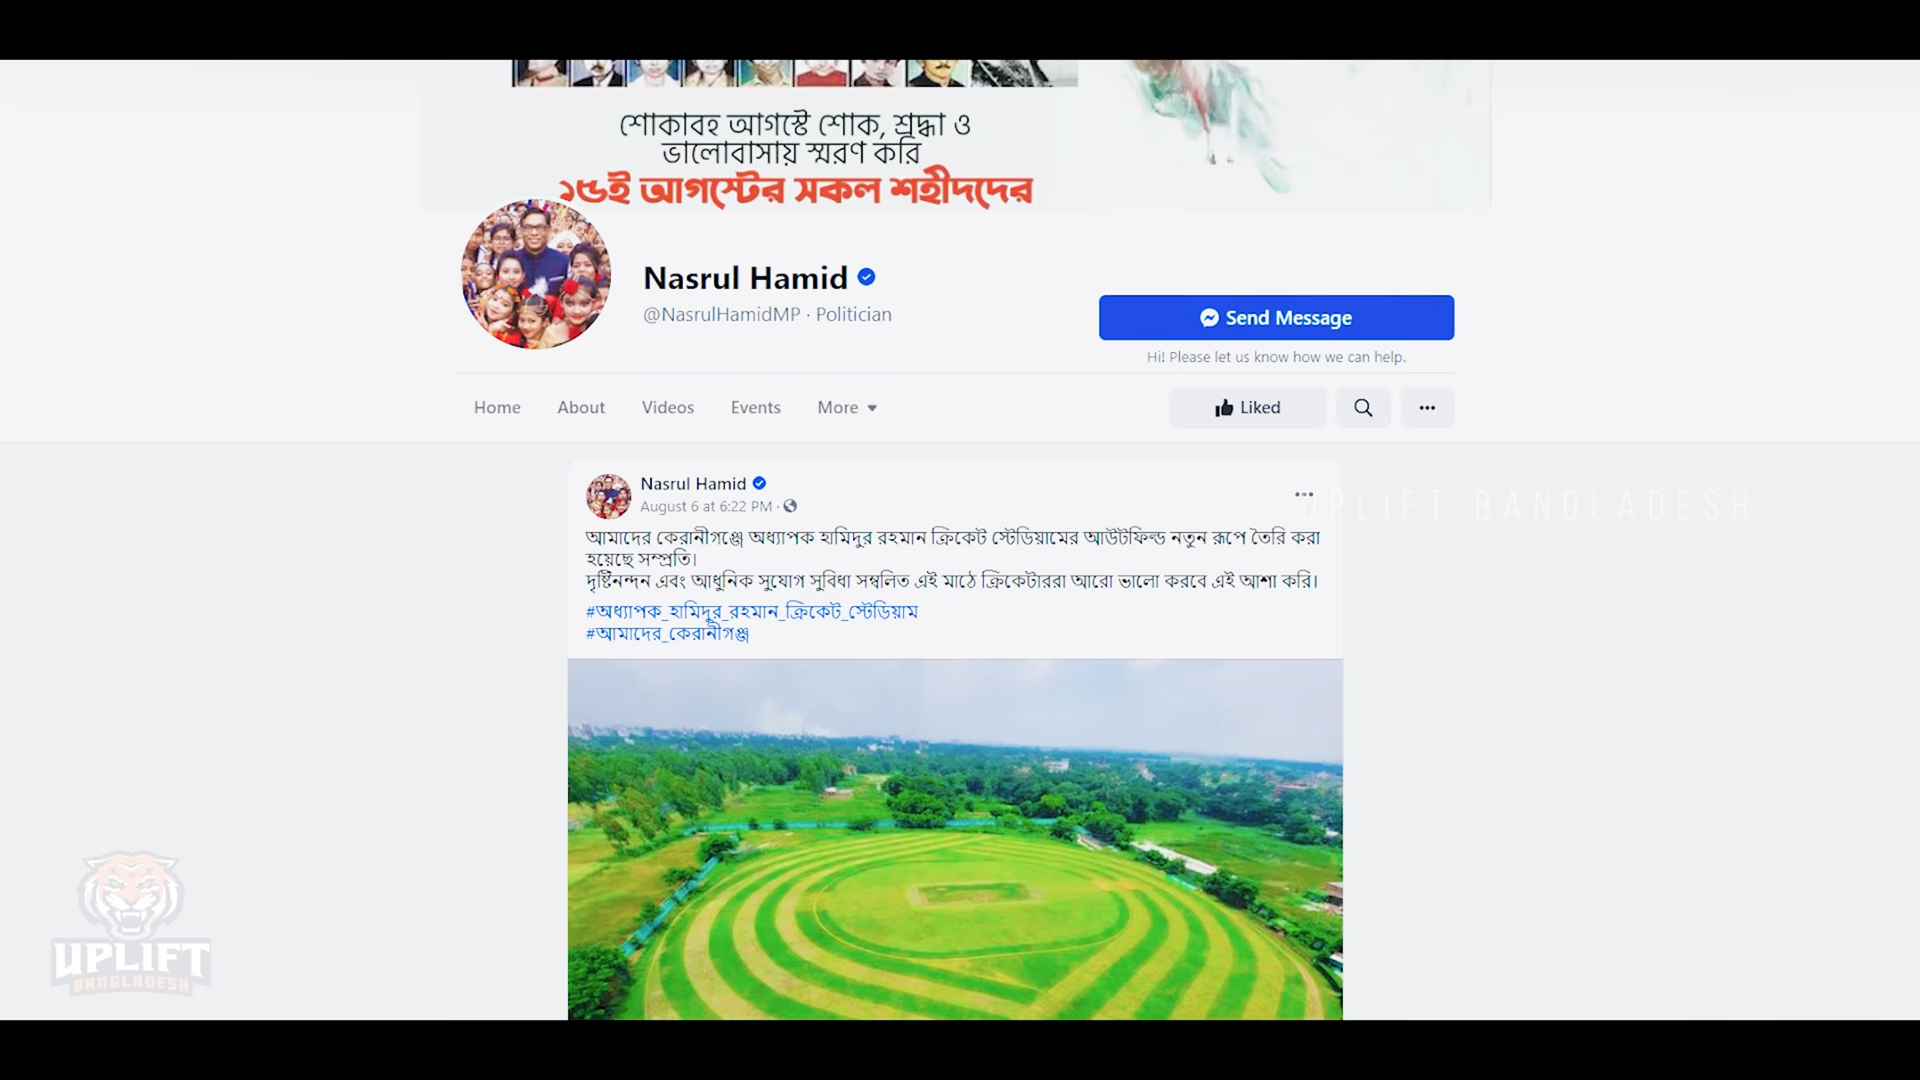 শোকাবহ আগস্টে শোক, শ্রদ্ধা ও
ভালোবাসায় স্মরণ করি
১৫ই আগস্টের সকল শহীদদের
Nasrul Hamid
@NasrulHamidMP · Politician
Send Message
Hi! Please let us know how we can help.
Home About Videos Events More
Liked
Nasrul Hamid
August 6 at 6:22 PM ·
UPLIFT BANGLADESH
আমাদের কেরানীগঞ্জে অধ্যাপক হামিদুর রহমান ক্রিকেট স্টেডিয়ামের আউটফিল্ড নতুন রূপে তৈরি করা
হয়েছে সম্প্রতি।
দৃষ্টিনন্দন এবং আধুনিক সুযোগ সুবিধা সম্বলিত এই মাঠে ক্রিকেটাররা আরো ভালো করবে এই আশা করি।
#অধ্যাপক_হামিদুর_রহমান_ক্রিকেট_স্টেডিয়াম
#আমাদের_কেরানীগঞ্জ
UPLIFT
BANGLADESH